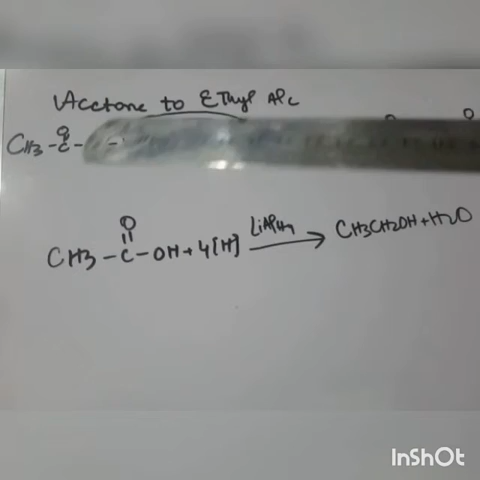 Acetone to Ethyl Alc
O O O
CH3-C-
O
CH3-C-OH+4[H] LiAlH4 CH3CH2OH+H2O
InShOt